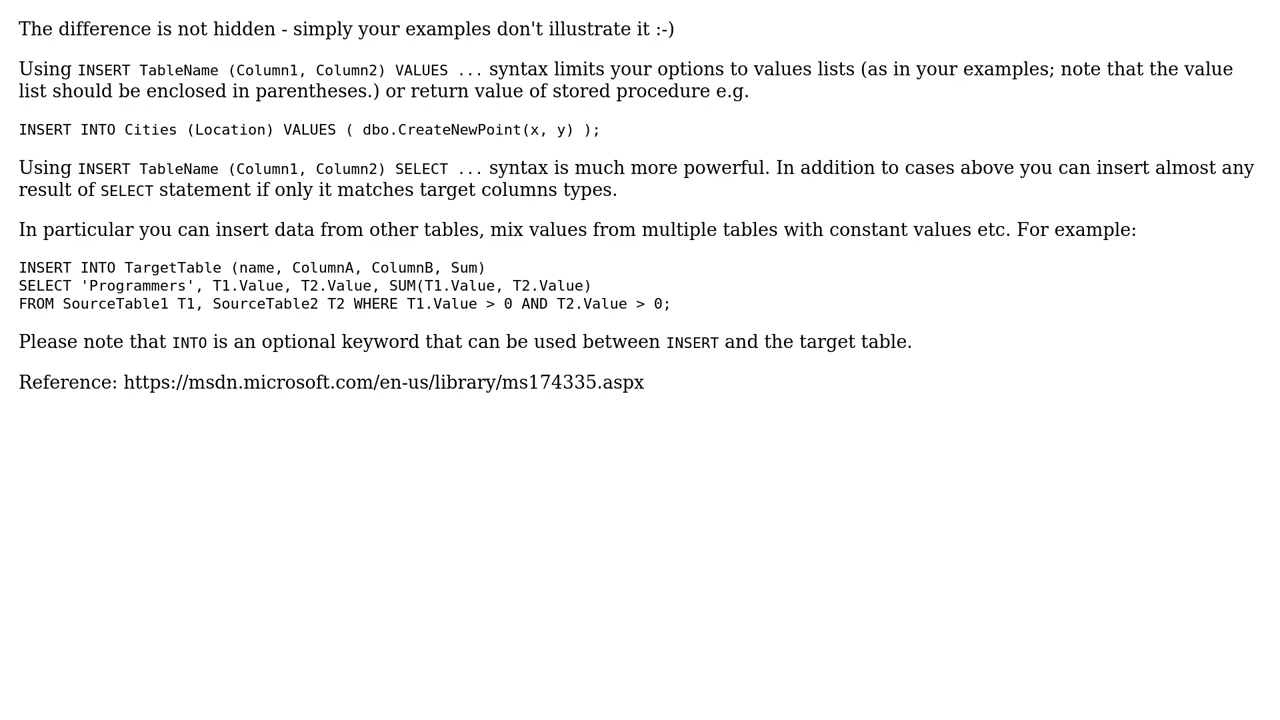 The difference is not hidden - simply your examples don't illustrate it :-)
Using INSERT TableName (Column1, Column2) VALUES ... syntax limits your options to values lists (as in your examples; note that the value
list should be enclosed in parentheses.) or return value of stored procedure e.g.
INSERT INTO Cities (Location) VALUES ( dbo.CreateNewPoint(x, y) );
Using INSERT TableName (Column1, Column2) SELECT ... syntax is much more powerful. In addition to cases above you can insert almost any
result of SELECT statement if only it matches target columns types.
In particular you can insert data from other tables, mix values from multiple tables with constant values etc. For example:
INSERT INTO TargetTable (name, ColumnA, ColumnB, Sum)
SELECT 'Programmers', T1.Value, T2.Value, SUM(T1.Value, T2.Value)
FROM SourceTable1 T1, SourceTable2 T2 WHERE T1.Value > 0 AND T2.Value > 0;
Please note that INTO is an optional keyword that can be used between INSERT and the target table.
Reference: https://msdn.microsoft.com/en-us/library/ms174335.aspx